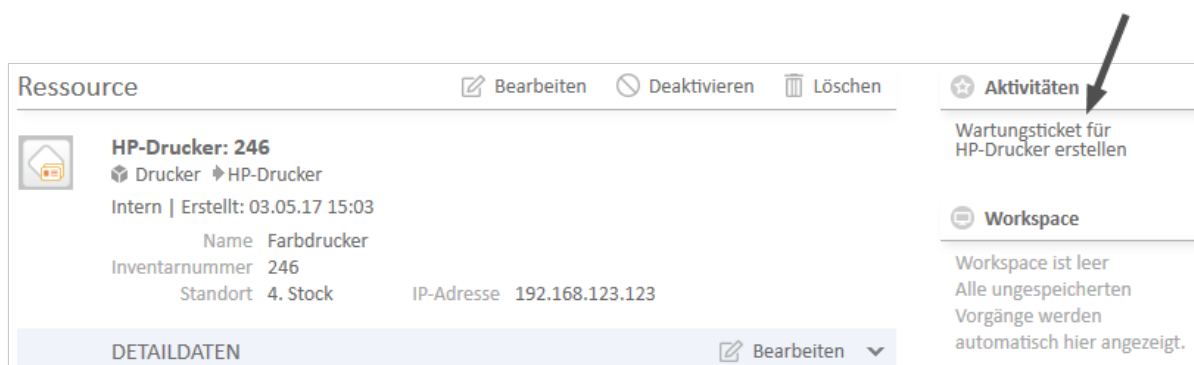 Ressource
Bearbeiten Deaktivieren Löschen
HP-Drucker: 246
Drucker HP-Drucker
Intern | Erstellt: 03.05.17 15:03
Name Farbdrucker
Inventarnummer 246
Standort 4. Stock IP-Adresse 192.168.123.123
DETAILDATEN Bearbeiten
Aktivitäten
Wartungsticket für
HP-Drucker erstellen
Workspace
Workspace ist leer
Alle ungespeicherten
Vorgänge werden
automatisch hier angezeigt.